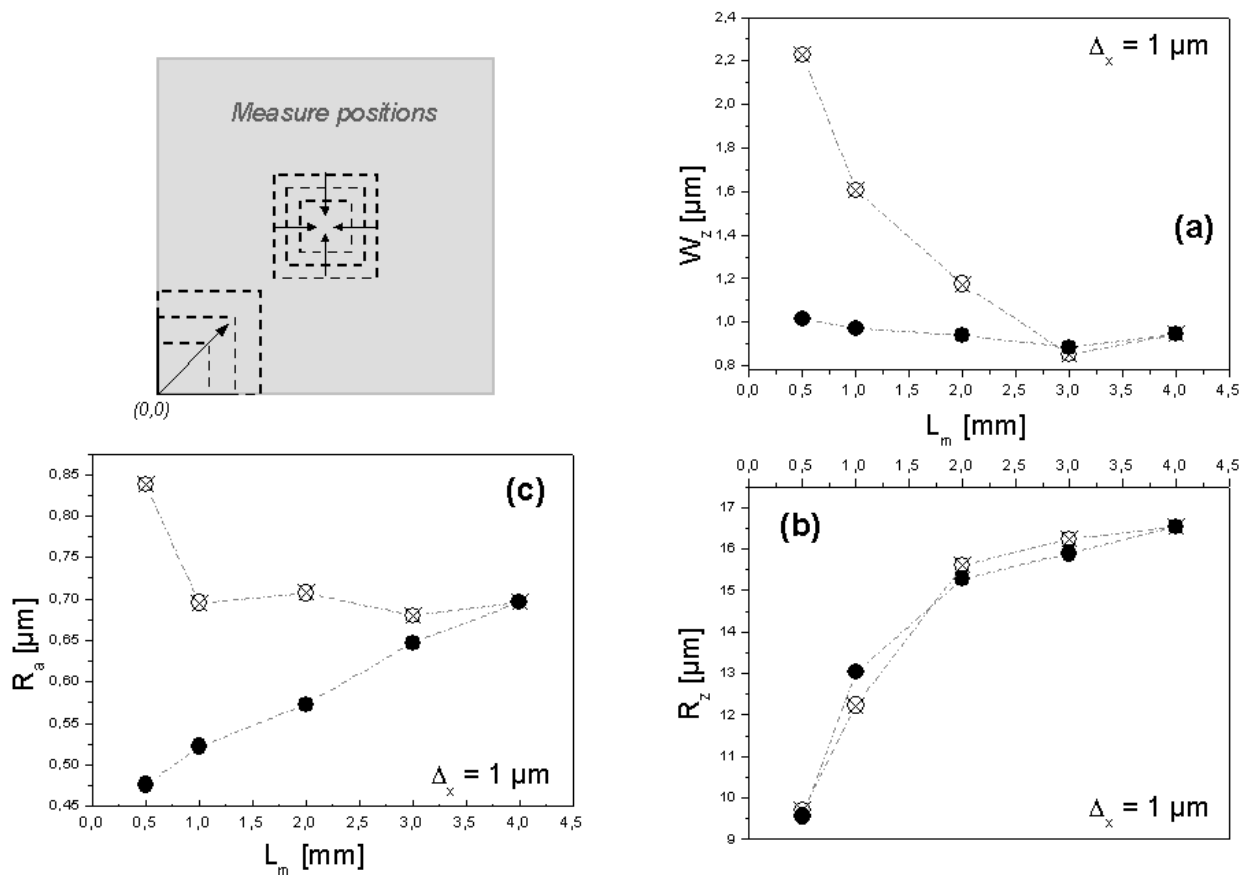 Measure positions
(0,0)
2,4
2,2
2,0
1,8
1,6
1,4
1,2
1,0
0,8
W_z [µm]
Δ_x = 1 µm
(a)
0,0 0,5 1,0 1,5 2,0 2,5 3,0 3,5 4,0 4,5
L_m [mm]
0,85
0,80
0,75
0,70
0,65
0,60
0,55
0,50
0,45
R_a [µm]
(c)
Δ_x = 1 µm
0,0 0,5 1,0 1,5 2,0 2,5 3,0 3,5 4,0 4,5
L_m [mm]
0,0 0,5 1,0 1,5 2,0 2,5 3,0 3,5 4,0 4,5
17
16
15
14
13
12
11
10
9
R_z [µm]
(b)
Δ_x = 1 µm